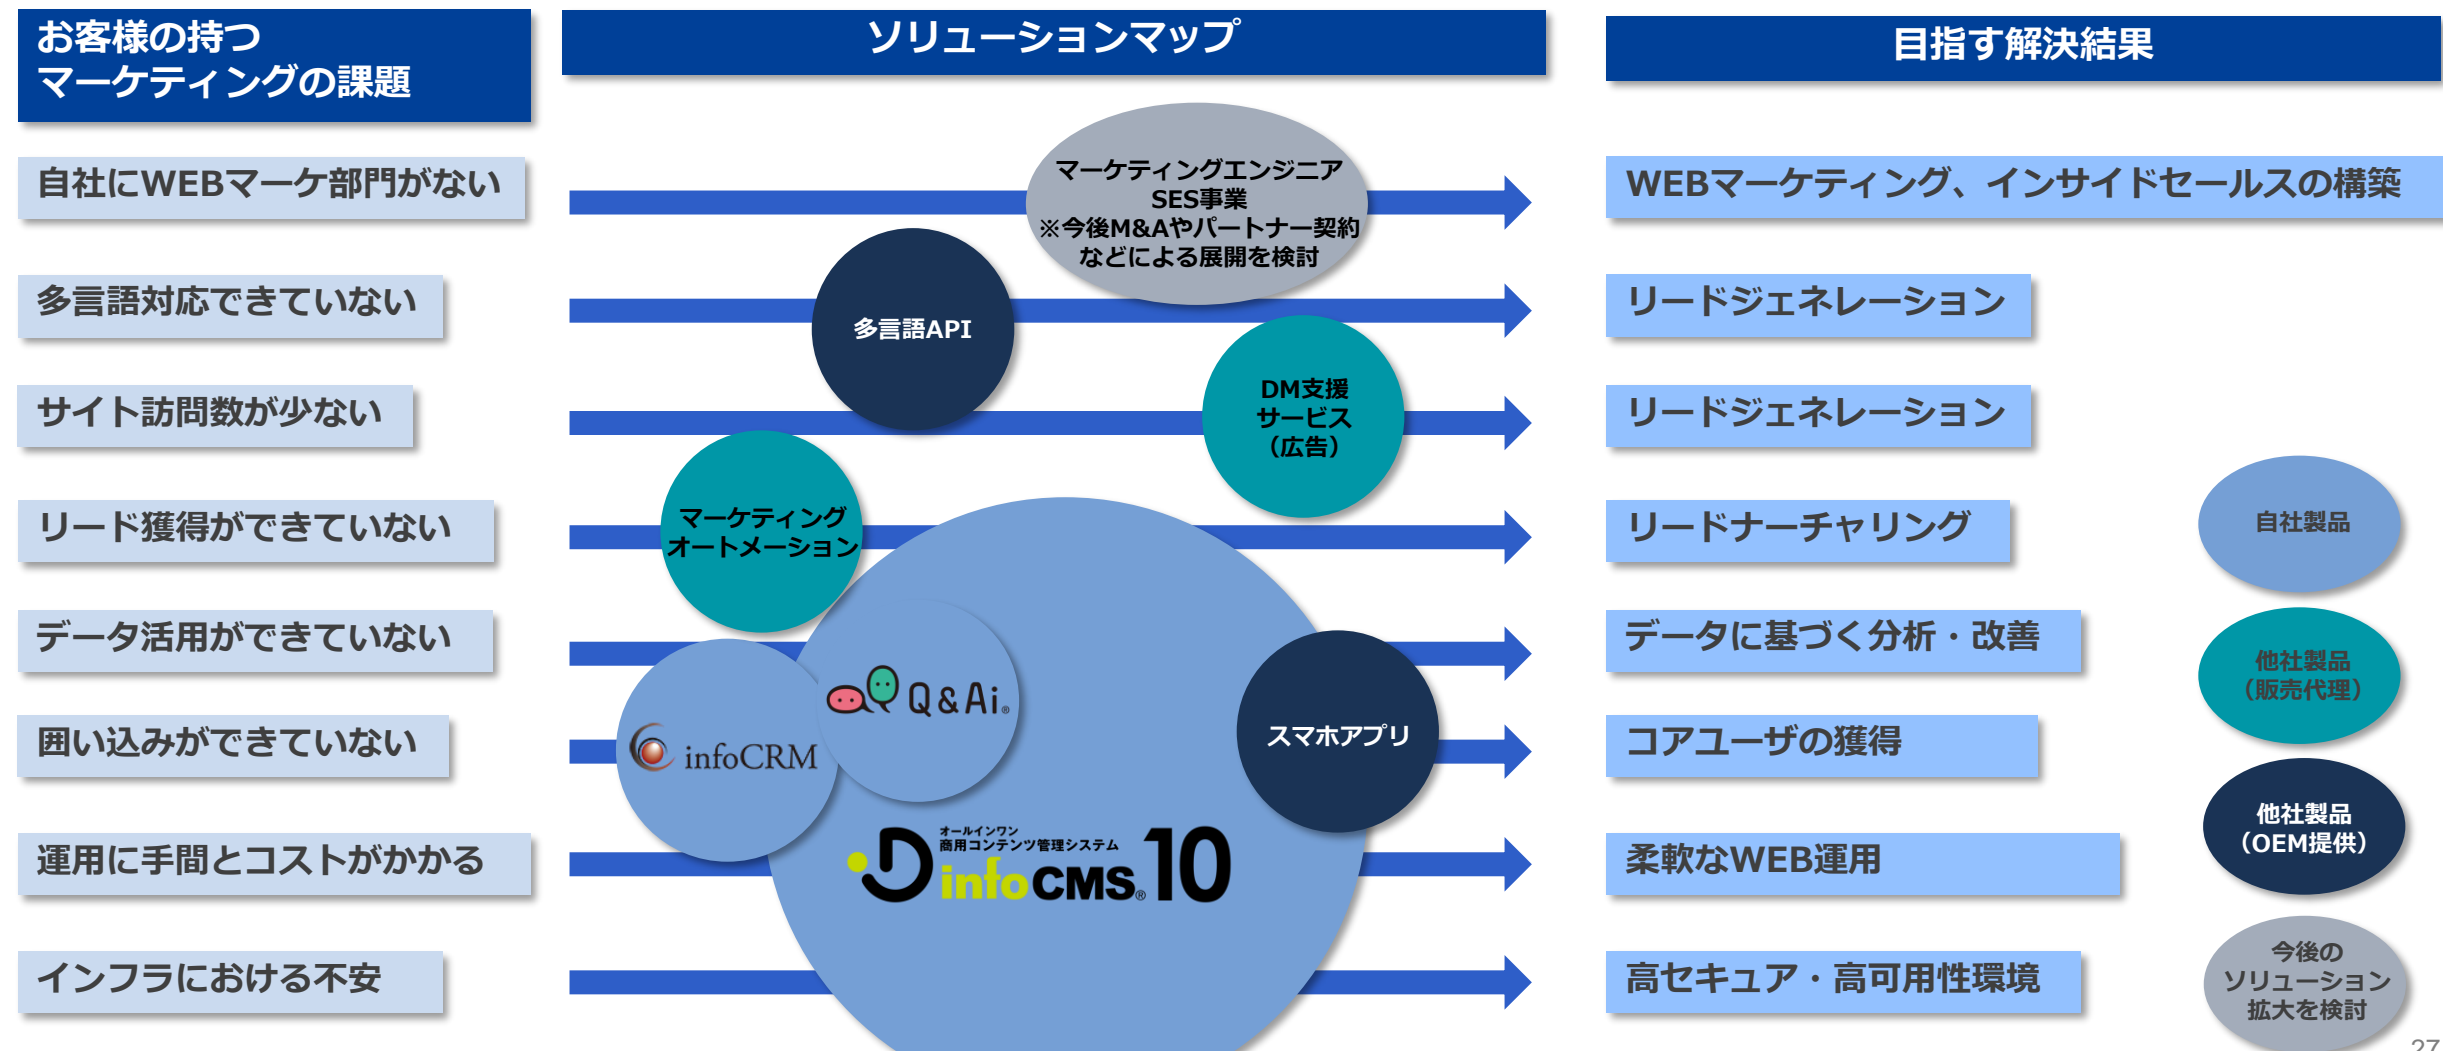 お客様の持つ
マーケティングの課題
ソリューションマップ
目指す解決結果
自社にWEBマーケ部門がない
マーケティングエンジニア
SES事業
※今後M&Aやパートナー契約
などによる展開を検討
WEBマーケティング、インサイドセールスの構築
多言語対応できていない
多言語API
リードジェネレーション
サイト訪問数が少ない
DM支援
サービス
（広告）
リードジェネレーション
リード獲得ができていない
マーケティング
オートメーション
リードナーチャリング
データ活用ができていない
Q&Ai®
データに基づく分析・改善
囲い込みができていない
infoCRM
スマホアプリ
コアユーザの獲得
運用に手間とコストがかかる
オールインワン
商用コンテンツ管理システム
infoCMS®10
柔軟なWEB運用
インフラにおける不安
高セキュア・高可用性環境
自社製品
他社製品
（販売代理）
他社製品
（OEM提供）
今後の
ソリューション
拡大を検討
27